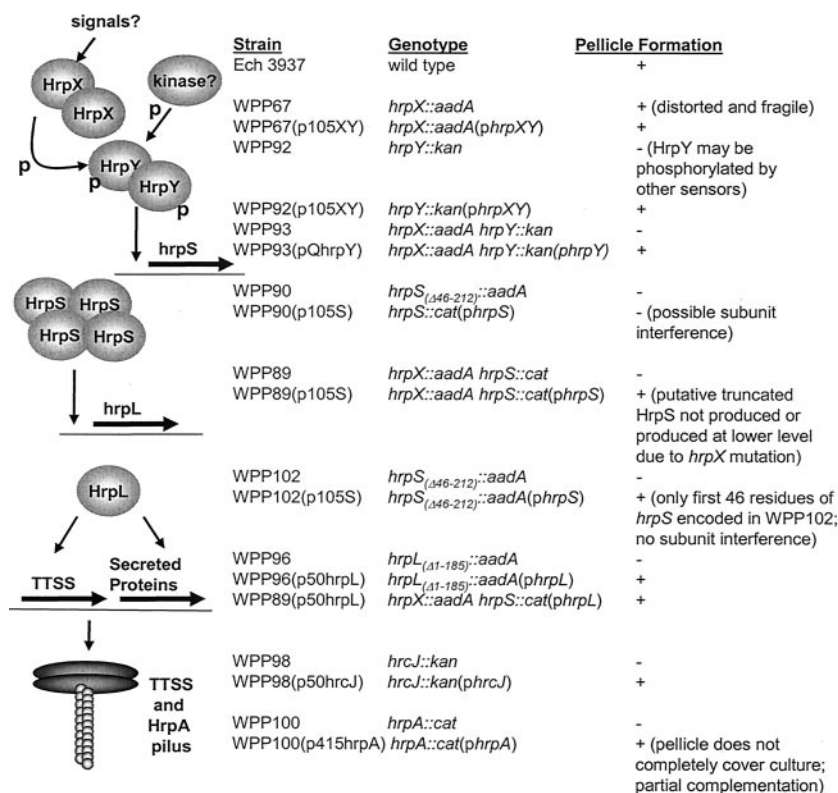 signals?
HrpX
HrpX
kinase?
p
p
HrpY
p
HrpY
p
hrpS
HrpS
HrpS
HrpS
HrpS
hrpL
HrpL
TTSS
Secreted
Proteins
TTSS
and
HrpA
pilus
Strain Genotype Pellicle Formation
Ech 3937 wild type +
WPP67 hrpX::aadA + (distorted and fragile)
WPP67(p105XY) hrpX::aadA(phrpXY) +
WPP92 hrpY::kan - (HrpY may be
phosphorylated by
other sensors)
WPP92(p105XY) hrpY::kan(phrpXY) +
WPP93 hrpX::aadA hrpY::kan -
WPP93(pQhrpY) hrpX::aadA hrpY::kan(phrpY) +
WPP90 hrpS(Δ46-212)::aadA -
WPP90(p105S) hrpS::cat(phrpS) - (possible subunit
interference)
WPP89 hrpX::aadA hrpS::cat -
WPP89(p105S) hrpX::aadA hrpS::cat(phrpS) + (putative truncated
HrpS not produced or
produced at lower level
due to hrpX mutation)
WPP102 hrpS(Δ46-212)::aadA -
WPP102(p105S) hrpS(Δ46-212)::aadA(phrpS) + (only first 46 residues of
hrpS encoded in WPP102;
no subunit interference)
WPP96 hrpL(Δ1-185)::aadA -
WPP96(p50hrpL) hrpL(Δ1-185)::aadA(phrpL) +
WPP89(p50hrpL) hrpX::aadA hrpS::cat(phrpL) +
WPP98 hrcJ::kan -
WPP98(p50hrcJ) hrcJ::kan(phrcJ) +
WPP100 hrpA::cat -
WPP100(p415hrpA) hrpA::cat(phrpA) + (pellicle does not
completely cover culture;
partial complementation)